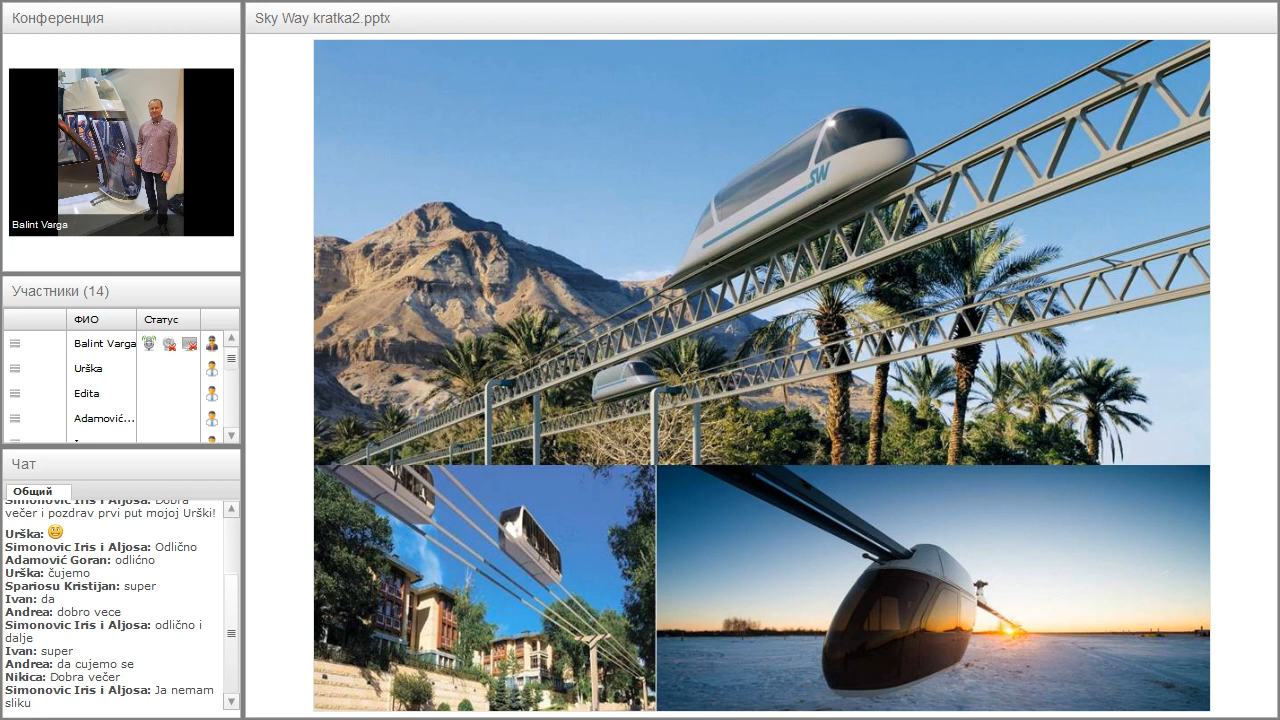 Конференция
Balint Varga
Участники (14)
ФИО Статус
Balint Varga
Urška
Edita
Adamović...
Чат
Общий
Simonovic Iris i Aljosa: Dobra
večer i pozdrav prvi put mojoj Urški!
Urška:
Simonovic Iris i Aljosa: Odlično
Adamović Goran: odlićno
Urška: čujemo
Spariosu Kristijan: super
Ivan: da
Andrea: dobro vece
Simonovic Iris i Aljosa: odlično i
dalje
Ivan: super
Andrea: da cujemo se
Nikica: Dobra vecer
Simonovic Iris i Aljosa: Ja nemam
sliku
Sky Way kratka2.pptx
SW